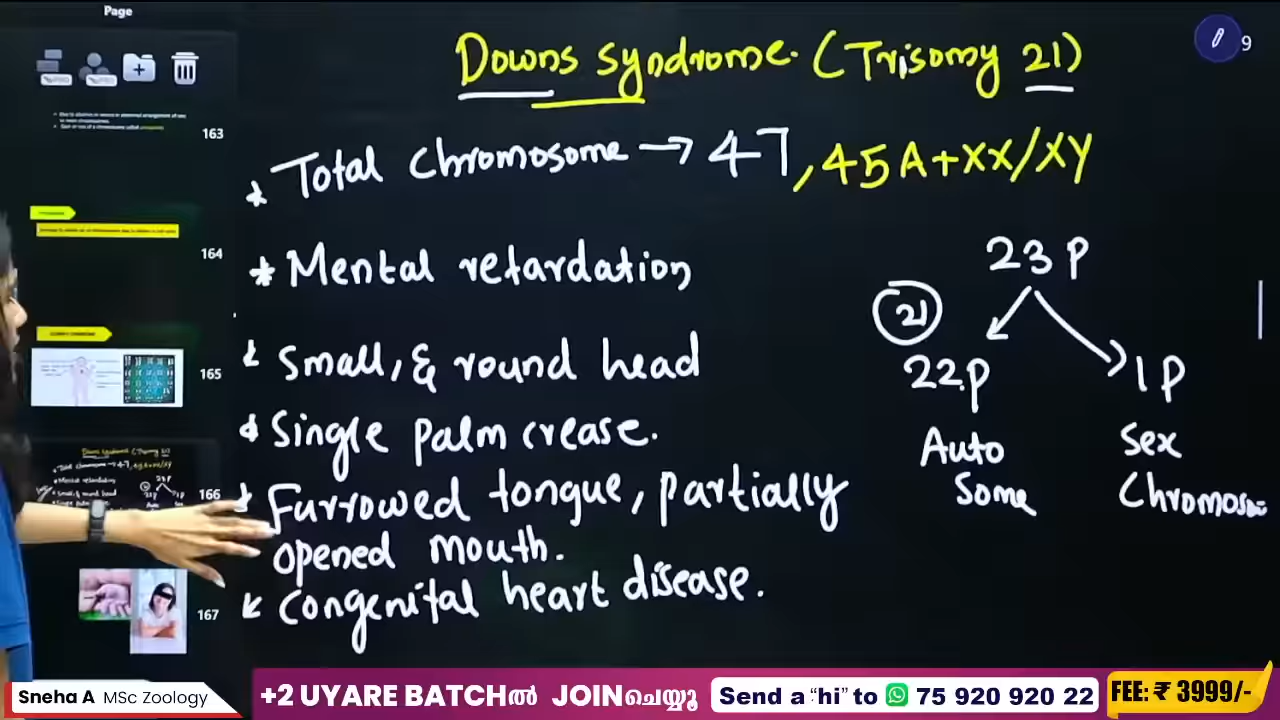 Page
9
Downs syndrome. (Trisomy 21)
* Total chromosome → 47, 45A+XX/XY
* Mental retardation
* Small, & round head
* Single palm crease.
* Furrowed tongue, partially
opened mouth.
* Congenital heart disease.
23 P
21
22P
1P
Auto
Some
Sex
Chromoso
163
164
165
166
167
Sneha A MSc Zoology
+2 UYARE BATCHൽ JOINചെയ്യൂ
Send a "hi" to 75 920 920 22
FEE: ₹ 3999/-